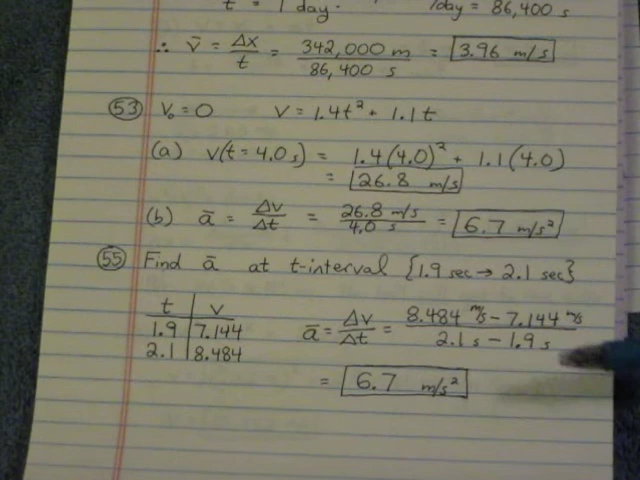 t = 1 day. 1day = 86,400 s
∴ v̄ = Δx/t = 342,000 m / 86,400 s = 3.96 m/s
53 V₀ = 0 V = 1.4t² + 1.1t
(a) V(t = 4.0 s) = 1.4(4.0)² + 1.1(4.0)
= 26.8 m/s
(b) ā = Δv/Δt = 26.8 m/s / 4.0 s = 6.7 m/s²
55 Find ā at t-interval {1.9 sec → 2.1 sec}
t V
1.9 7.144
2.1 8.484
ā = Δv/Δt = 8.484 m/s − 7.144 m/s / 2.1 s − 1.9 s
= 6.7 m/s²